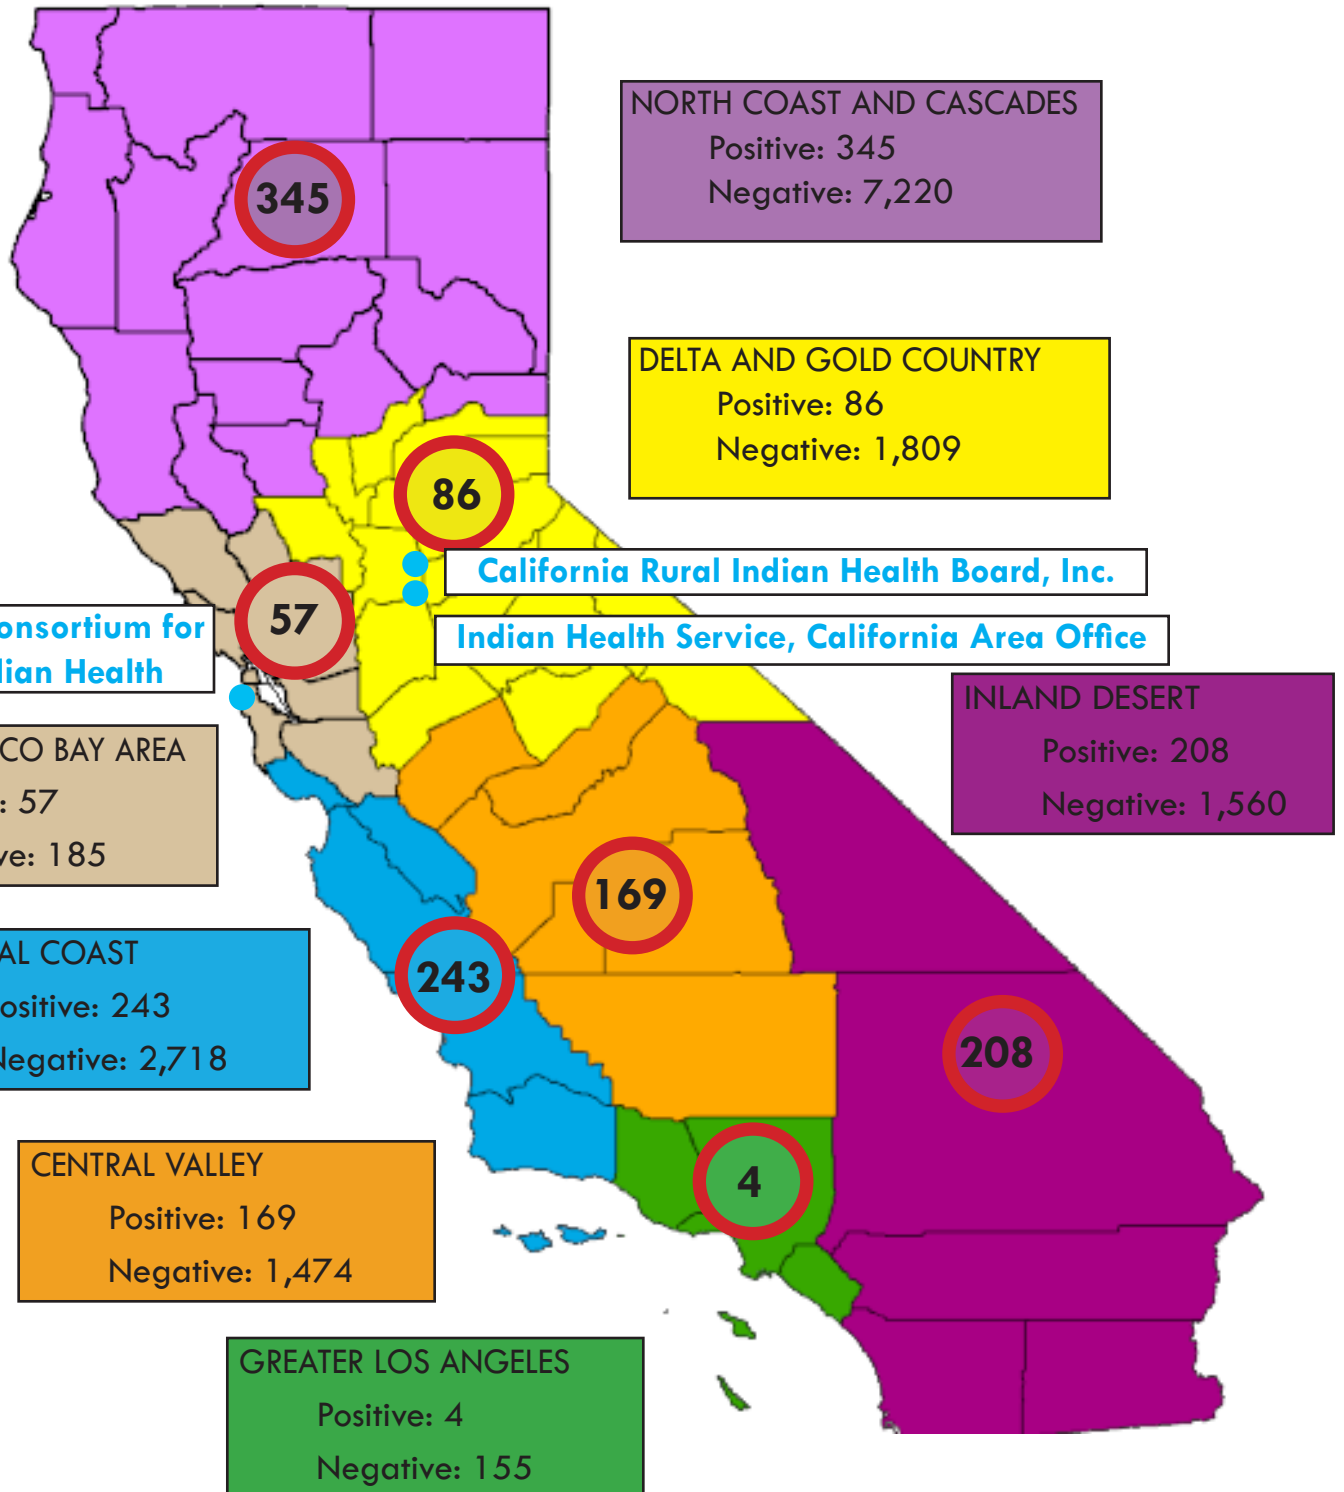 NORTH COAST AND CASCADES
Positive: 345
Negative: 7,220
345
DELTA AND GOLD COUNTRY
Positive: 86
Negative: 1,809
86
California Rural Indian Health Board, Inc.
57
onsortium for
dian Health
Indian Health Service, California Area Office
INLAND DESERT
Positive: 208
Negative: 1,560
CO BAY AREA
: 57
ve: 185
169
AL COAST
ositive: 243
Negative: 2,718
243
208
CENTRAL VALLEY
Positive: 169
Negative: 1,474
4
GREATER LOS ANGELES
Positive: 4
Negative: 155